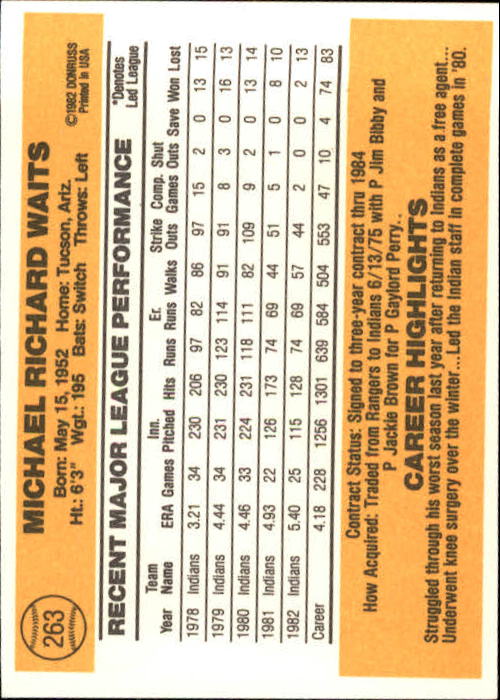 263
MICHAEL RICHARD WAITS
Born: May 15, 1952 Home: Tucson, Ariz.
Ht.: 6'3" Wgt.: 195 Bats: Switch Throws: Left
©1982 DONRUSS
Printed in USA
RECENT MAJOR LEAGUE PERFORMANCE
*Denotes
Led League
Team Inn. Er. Strike Comp. Shut
Year Name ERA Games Pitched Hits Runs Runs Walks Outs Games Outs Save Won Lost
1978 Indians 3.21 34 230 206 97 82 86 97 15 2 0 13 15
1979 Indians 4.44 34 231 230 123 114 91 91 8 3 0 16 13
1980 Indians 4.46 33 224 231 118 111 82 109 9 2 0 13 14
1981 Indians 4.93 22 126 173 74 69 44 51 5 1 0 8 10
1982 Indians 5.40 25 115 128 74 69 57 44 2 0 0 2 13
Career 4.18 228 1256 1301 639 584 504 553 47 10 4 74 83
Contract Status: Signed to three-year contract thru 1984
How Acquired: Traded from Rangers to Indians 6/13/75 with P Jim Bibby and
P Jackie Brown for P Gaylord Perry..
CAREER HIGHLIGHTS
Struggled through his worst season last year after returning to Indians as a free agent...
Underwent knee surgery over the winter...Led the Indian staff in complete games in '80.